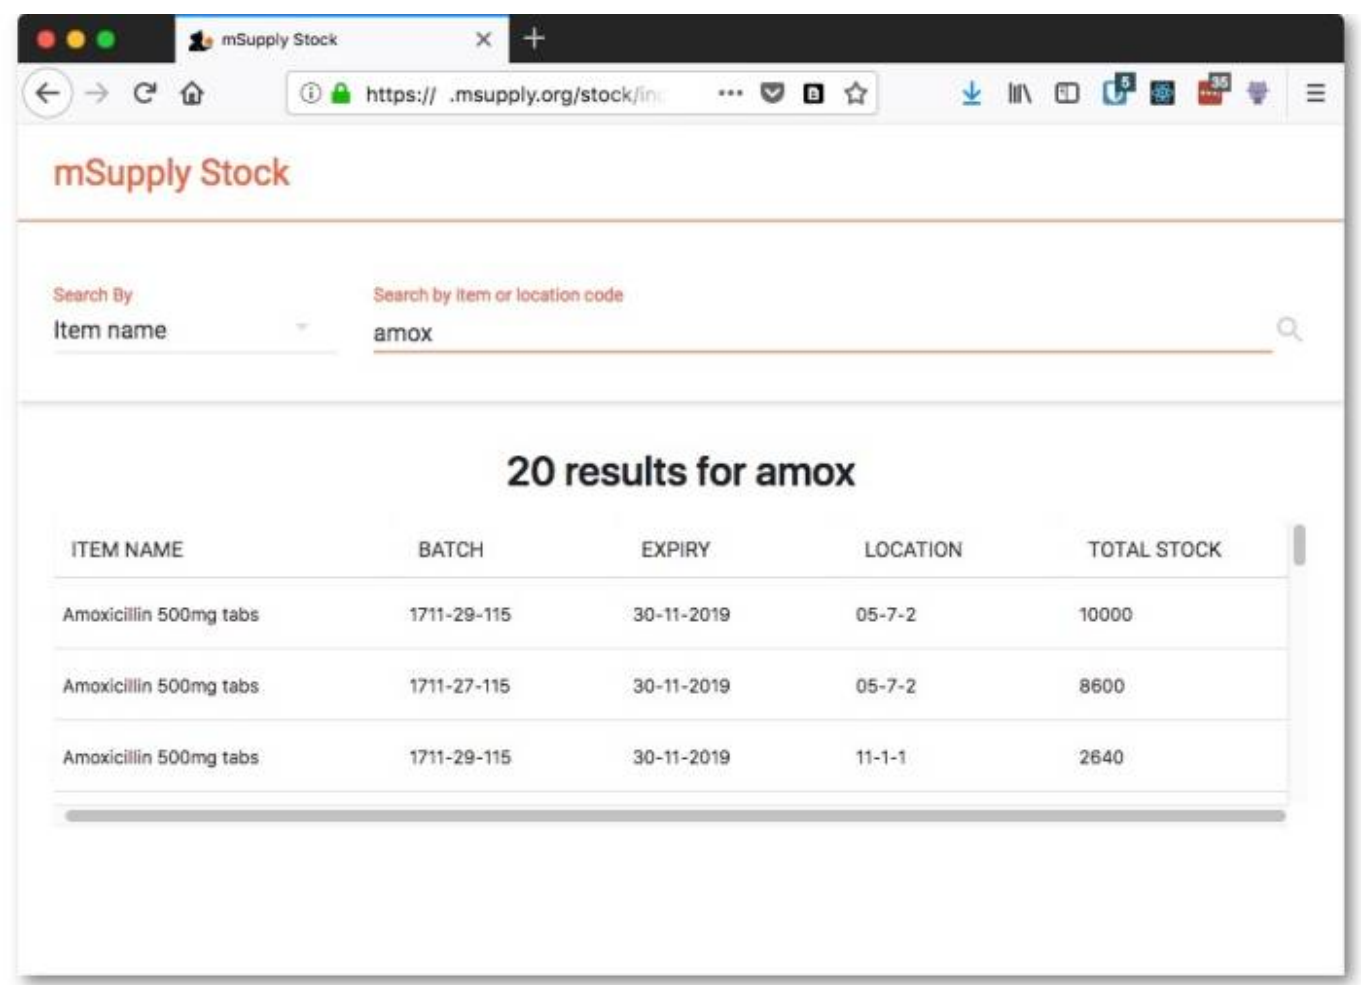 mSupply Stock
https:// .msupply.org/stock/in
5
35
mSupply Stock
Search By
Search by item or location code
Item name
amox
20 results for amox
ITEM NAME BATCH EXPIRY LOCATION TOTAL STOCK
Amoxicillin 500mg tabs 1711-29-115 30-11-2019 05-7-2 10000
Amoxicillin 500mg tabs 1711-27-115 30-11-2019 05-7-2 8600
Amoxicillin 500mg tabs 1711-29-115 30-11-2019 11-1-1 2640